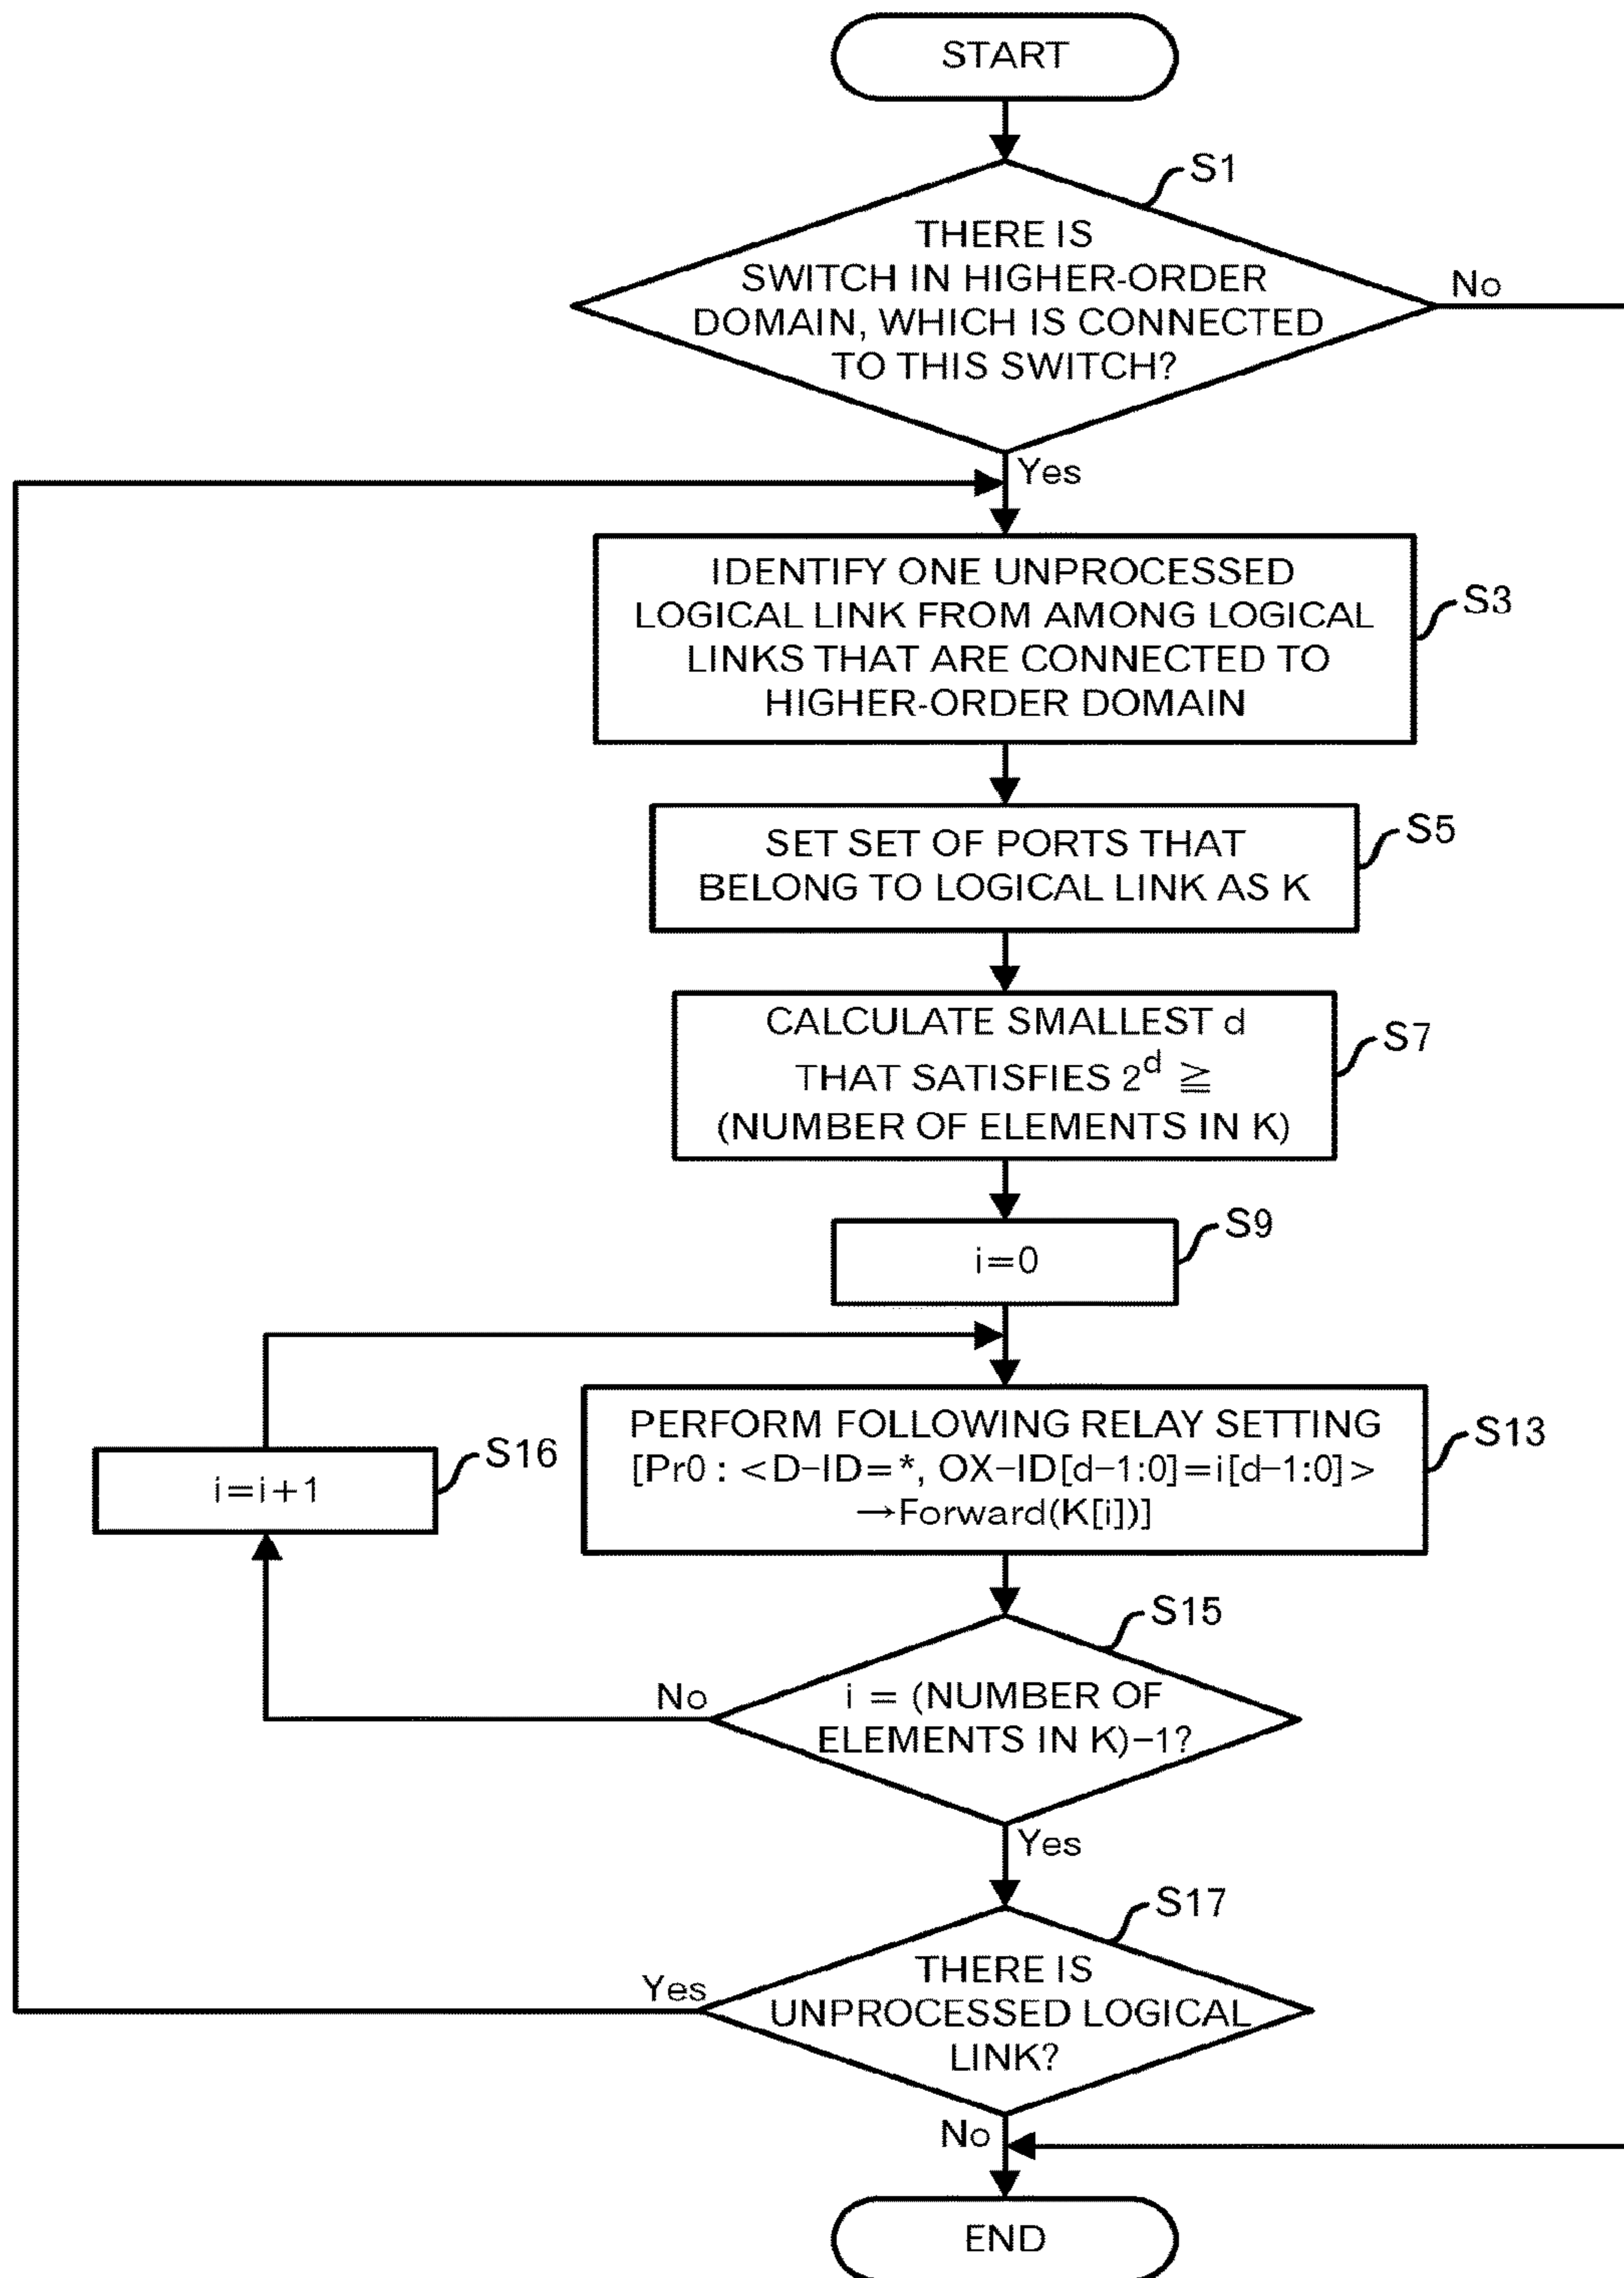 START
S1
THERE IS
SWITCH IN HIGHER-ORDER
DOMAIN, WHICH IS CONNECTED
TO THIS SWITCH?
No
Yes
IDENTIFY ONE UNPROCESSED
LOGICAL LINK FROM AMONG LOGICAL
LINKS THAT ARE CONNECTED TO
HIGHER-ORDER DOMAIN
S3
SET SET OF PORTS THAT
BELONG TO LOGICAL LINK AS K
S5
CALCULATE SMALLEST d
THAT SATISFIES 2^d ≧
(NUMBER OF ELEMENTS IN K)
S7
i=0
S9
PERFORM FOLLOWING RELAY SETTING
[Pr0 : <D-ID=*, OX-ID[d-1:0]=i[d-1:0]>
→Forward(K[i])]
S13
i=i+1
S16
S15
i = (NUMBER OF
ELEMENTS IN K)-1?
No
Yes
S17
THERE IS
UNPROCESSED LOGICAL
LINK?
Yes
No
END